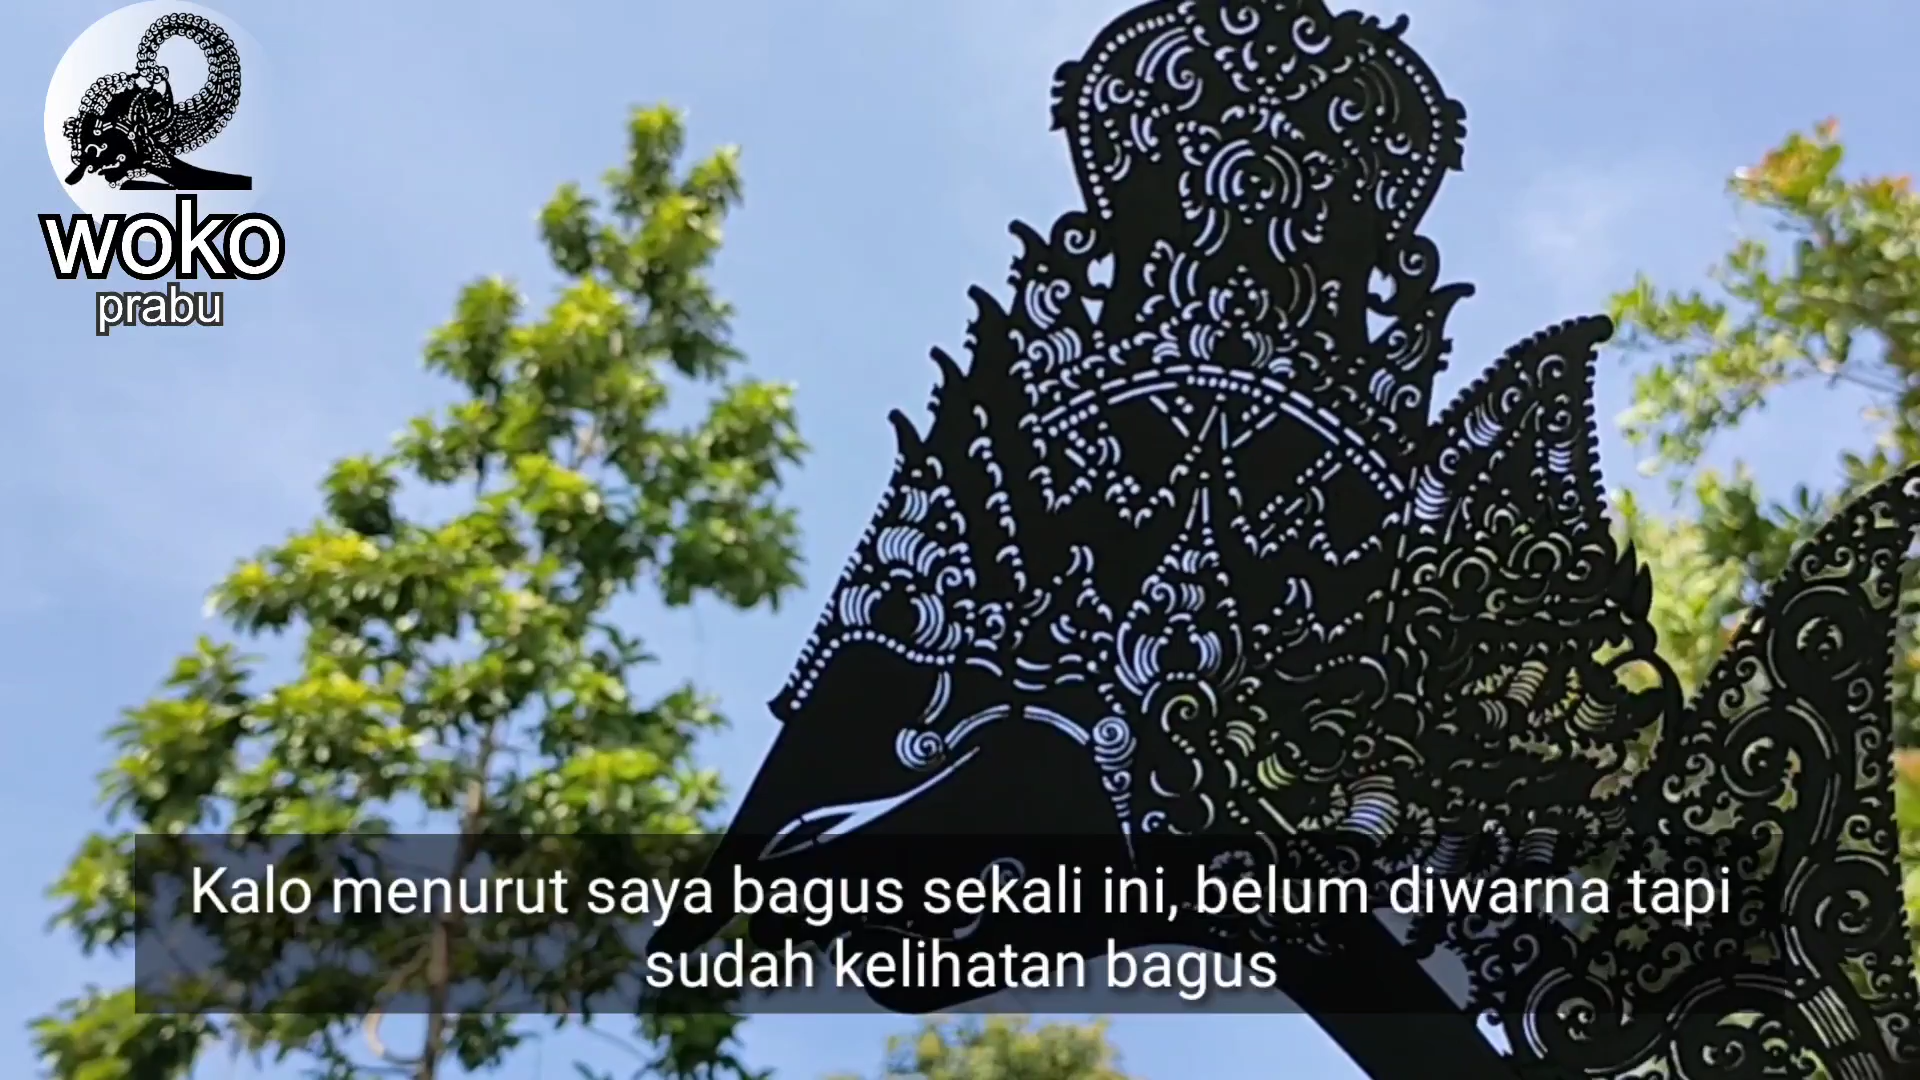 woko
prabu
Kalo menurut saya bagus sekali ini, belum diwarna tapi
sudah kelihatan bagus